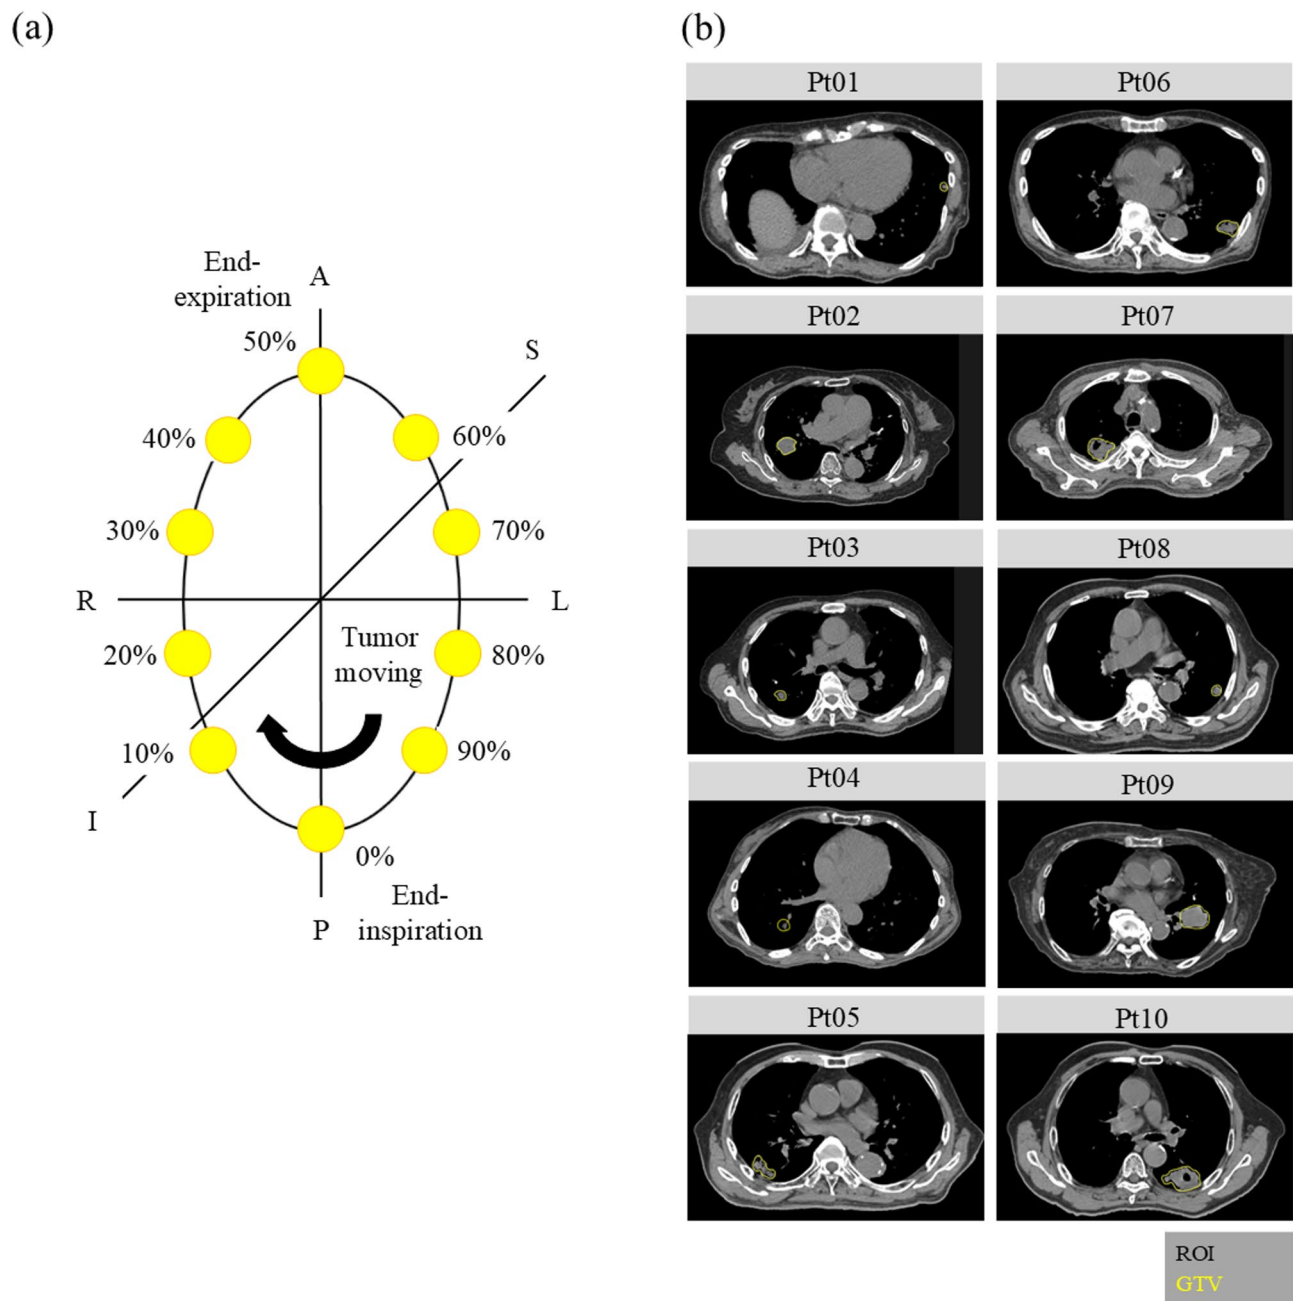 (a)
End-
expiration
A
50%
S
40%
60%
30%
70%
R
L
20%
Tumor
moving
80%
10%
90%
I
0%
P
End-
inspiration
(b)
Pt01
Pt06
Pt02
Pt07
Pt03
Pt08
Pt04
Pt09
Pt05
Pt10
ROI
GTV